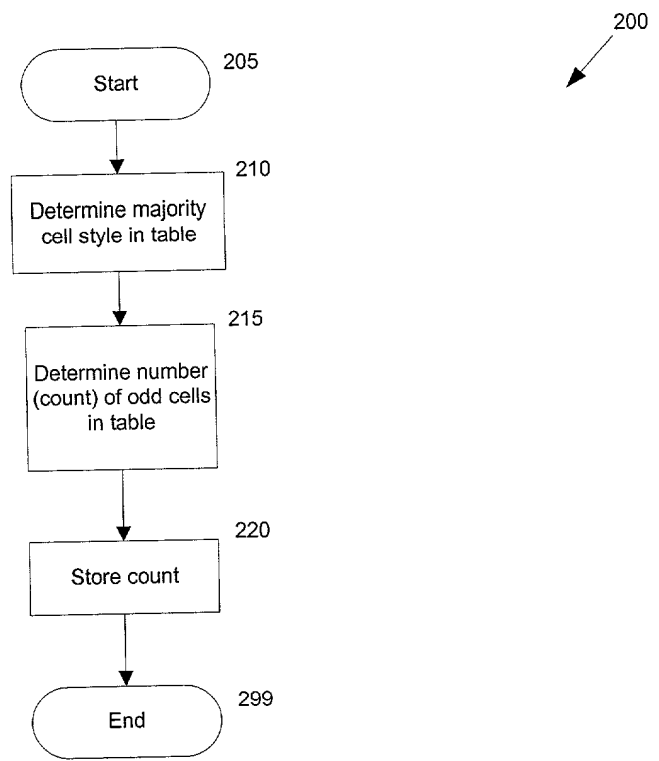 200
205
Start
210
Determine majority
cell style in table
215
Determine number
(count) of odd cells
in table
220
Store count
299
End